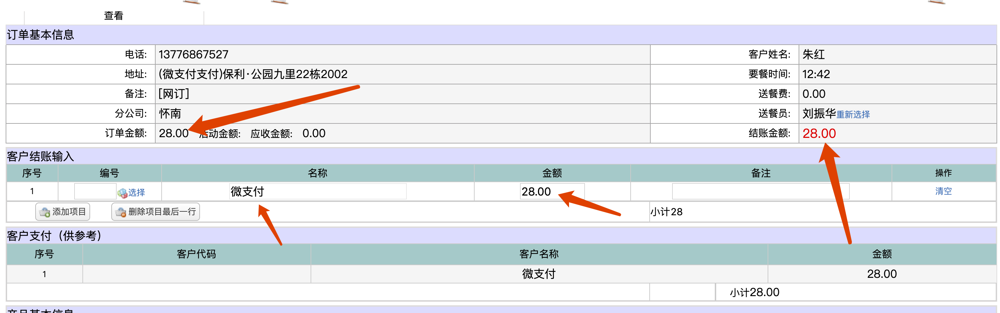 查看
订单基本信息
电话: 13776867527 客户姓名: 朱红
地址: (微支付支付)保利·公园九里22栋2002 要餐时间: 12:42
备注: [网订] 送餐费: 0.00
分公司: 怀南 送餐员: 刘振华重新选择
订单金额: 28.00 活动金额: 应收金额: 0.00 结账金额: 28.00
客户结账输入
序号 编号 名称 金额 备注 操作
1 选择 微支付 28.00 清空
添加项目 删除项目最后一行 小计28
客户支付（供参考）
序号 客户代码 客户名称 金额
1 微支付 28.00
小计28.00
产品基本信息